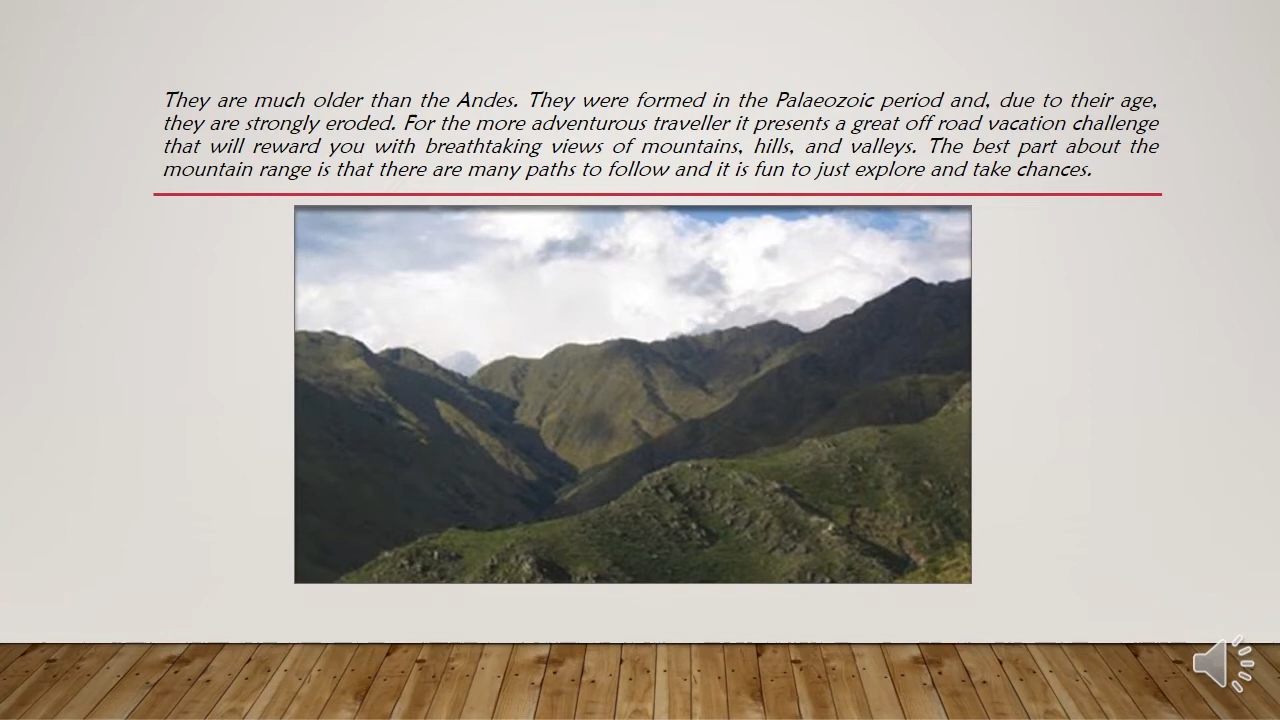 They are much older than the Andes. They were formed in the Palaeozoic period and, due to their age,
they are strongly eroded. For the more adventurous traveller it presents a great off road vacation challenge
that will reward you with breathtaking views of mountains, hills, and valleys. The best part about the
mountain range is that there are many paths to follow and it is fun to just explore and take chances.